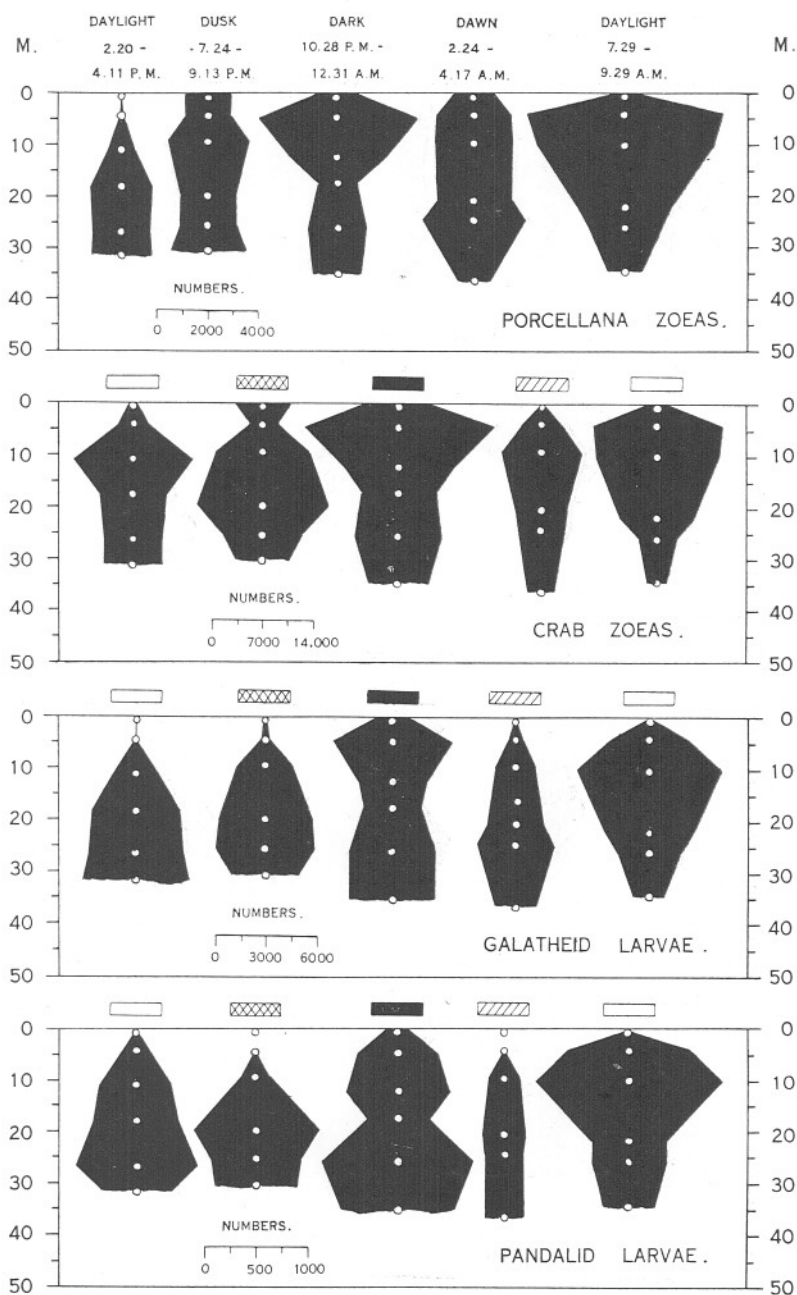 DAYLIGHT DUSK DARK DAWN DAYLIGHT
M. 2.20 - - 7.24 - 10.28 P.M. - 2.24 - 7.29 - M.
4.11 P.M. 9.13 P.M. 12.31 A.M. 4.17 A.M. 9.29 A.M.
0 0
10 10
20 20
30 30
NUMBERS.
40 0 2000 4000 PORCELLANA ZOEAS. 40
50 50
0 0
10 10
20 20
30 30
NUMBERS.
40 0 7000 14,000 CRAB ZOEAS. 40
50 50
0 0
10 10
20 20
30 30
NUMBERS.
40 0 3000 6000 GALATHEID LARVAE. 40
50 50
0 0
10 10
20 20
30 30
NUMBERS.
40 0 500 1000 PANDALID LARVAE. 40
50 50